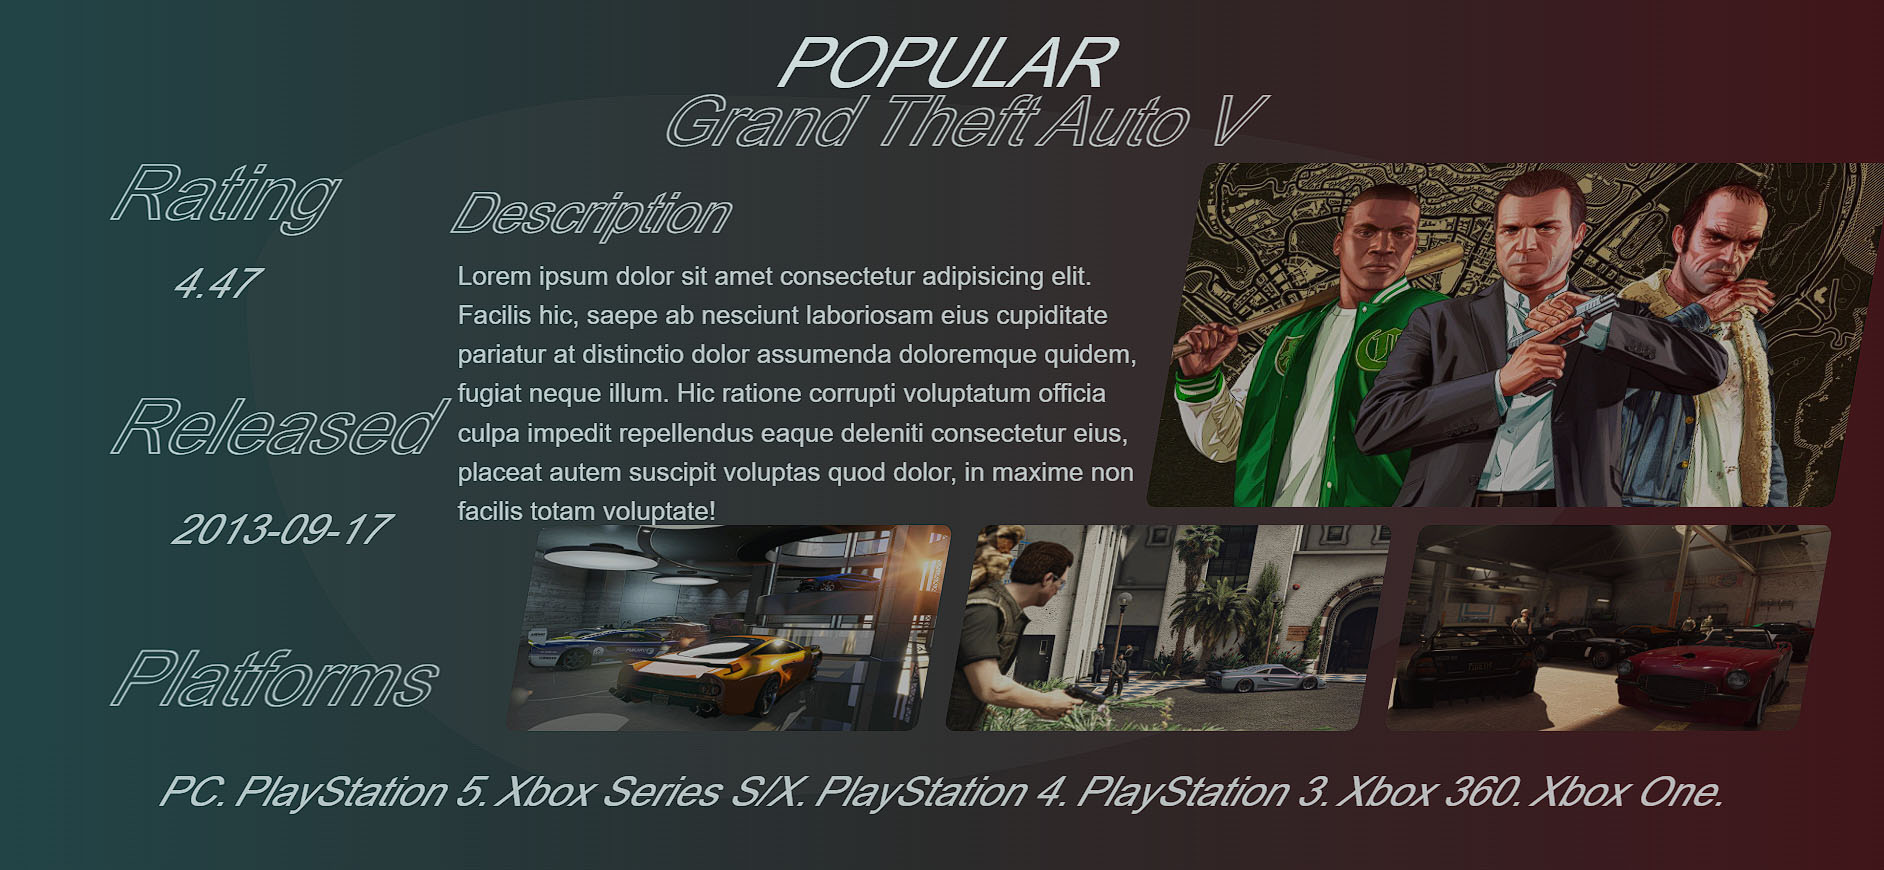 POPULAR
Grand Theft Auto V
Rating
4.47
Released
2013-09-17
Platforms
Description
Lorem ipsum dolor sit amet consectetur adipisicing elit.
Facilis hic, saepe ab nesciunt laboriosam eius cupiditate
pariatur at distinctio dolor assumenda doloremque quidem,
fugiat neque illum. Hic ratione corrupti voluptatum officia
culpa impedit repellendus eaque deleniti consectetur eius,
placeat autem suscipit voluptas quod dolor, in maxime non
facilis totam voluptate!
PC. PlayStation 5. Xbox Series S/X. PlayStation 4. PlayStation 3. Xbox 360. Xbox One.